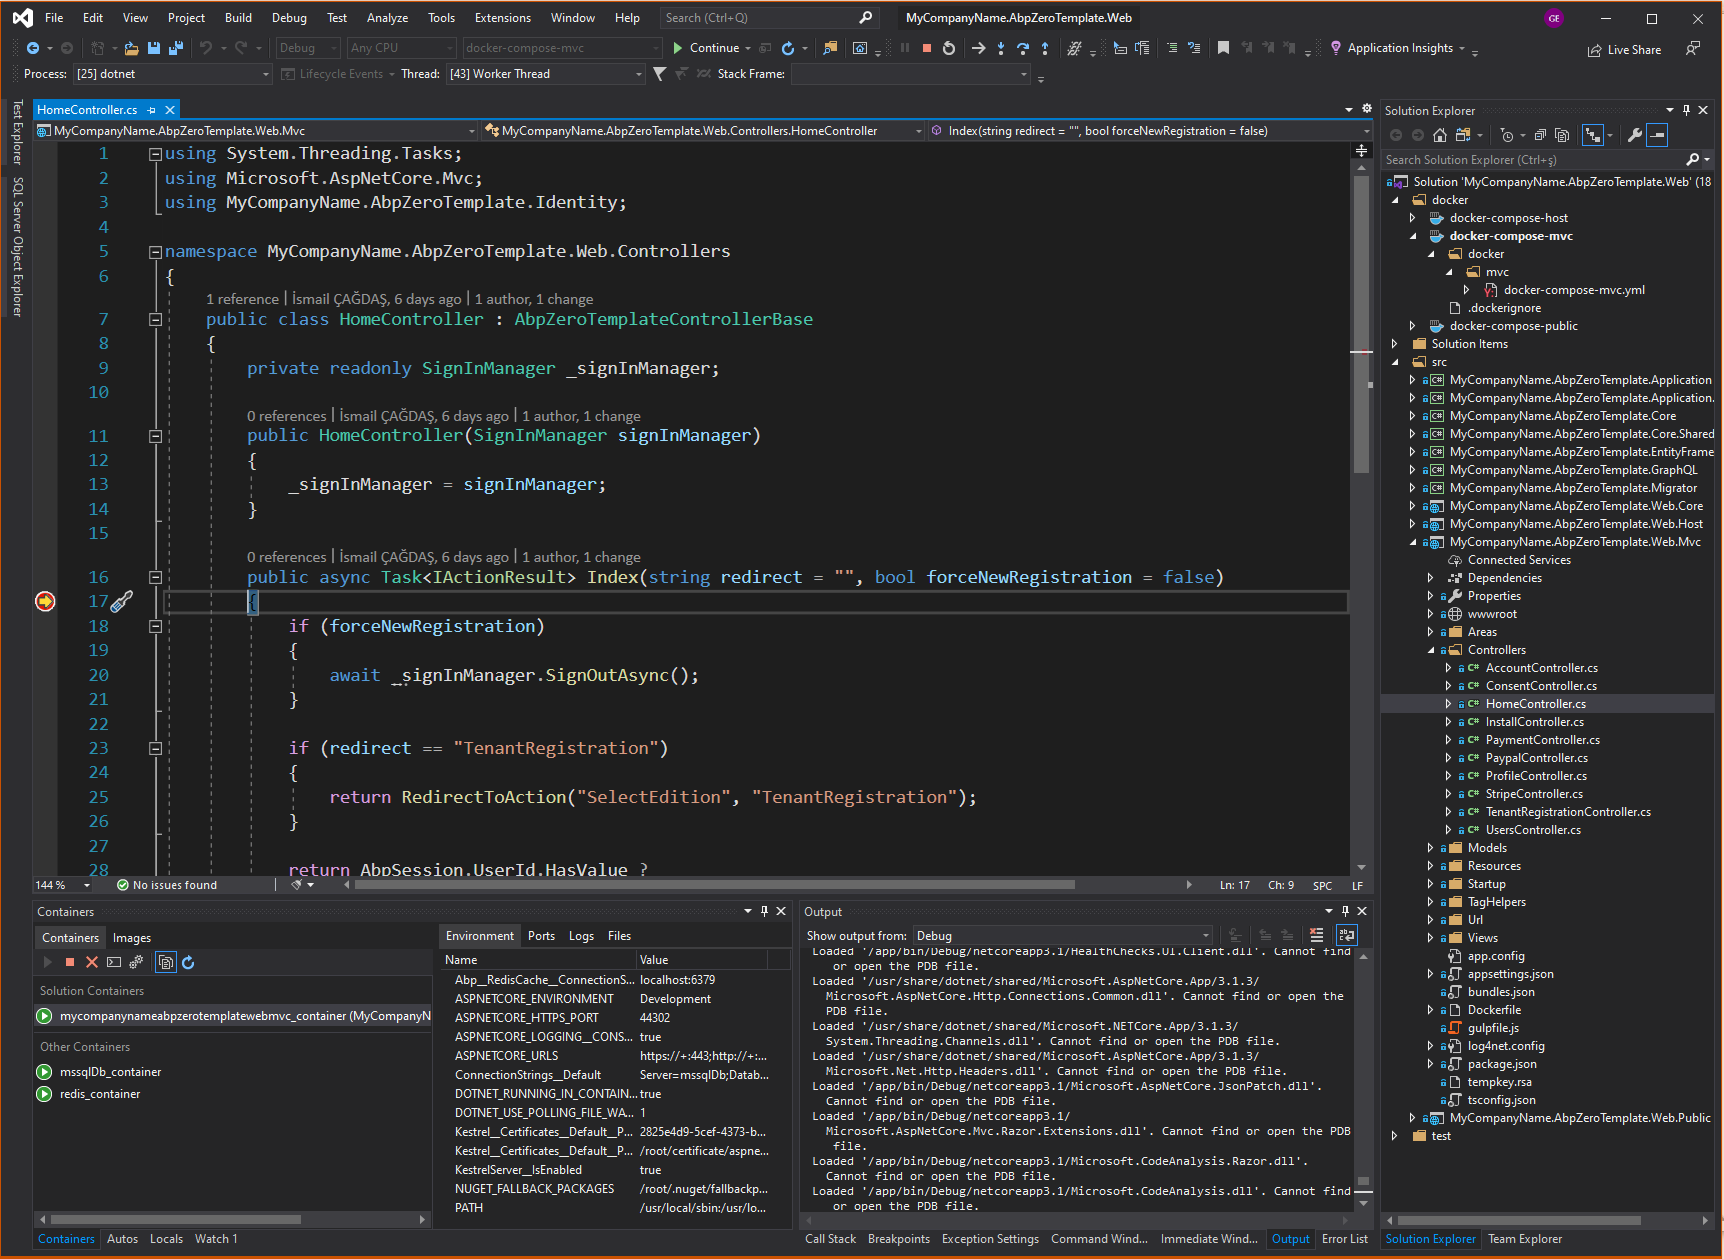 File Edit View Project Build Debug Test Analyze Tools Extensions Window Help Search (Ctrl+Q) MyCompanyName.AbpZeroTemplate.Web GE
Debug Any CPU docker-compose-mvc Continue Application Insights Live Share
Process: [25] dotnet Lifecycle Events Thread: [43] Worker Thread Stack Frame:
Test Explorer
SQL Server Object Explorer
HomeController.cs
MyCompanyName.AbpZeroTemplate.Web.Mvc MyCompanyName.AbpZeroTemplate.Web.Controllers.HomeController Index(string redirect = "", bool forceNewRegistration = false)
1 using System.Threading.Tasks;
2 using Microsoft.AspNetCore.Mvc;
3 using MyCompanyName.AbpZeroTemplate.Identity;
4
5 namespace MyCompanyName.AbpZeroTemplate.Web.Controllers
6 {
1 reference | İsmail ÇAĞDAŞ, 6 days ago | 1 author, 1 change
7 public class HomeController : AbpZeroTemplateControllerBase
8 {
9 private readonly SignInManager _signInManager;
10
0 references | İsmail ÇAĞDAŞ, 6 days ago | 1 author, 1 change
11 public HomeController(SignInManager signInManager)
12 {
13 _signInManager = signInManager;
14 }
15
0 references | İsmail ÇAĞDAŞ, 6 days ago | 1 author, 1 change
16 public async Task<IActionResult> Index(string redirect = "", bool forceNewRegistration = false)
17 {
18 if (forceNewRegistration)
19 {
20 await _signInManager.SignOutAsync();
21 }
22
23 if (redirect == "TenantRegistration")
24 {
25 return RedirectToAction("SelectEdition", "TenantRegistration");
26 }
27
28 return AbpSession.UserId.HasValue ?
144 % No issues found Ln: 17 Ch: 9 SPC LF
Containers
Containers Images
Solution Containers
mycompanynameabpzerotemplatewebmvc_container (MyCompanyN
Other Containers
mssqlDb_container
redis_container
Environment Ports Logs Files
Name Value
Abp__RedisCache__ConnectionS... localhost:6379
ASPNETCORE_ENVIRONMENT Development
ASPNETCORE_HTTPS_PORT 44302
ASPNETCORE_LOGGING__CONS... true
ASPNETCORE_URLS https://+:443;http://+:...
ConnectionStrings__Default Server=mssqlDb;Datab...
DOTNET_RUNNING_IN_CONTAIN... true
DOTNET_USE_POLLING_FILE_WA... 1
Kestrel__Certificates__Default__P... 2825e4d9-5cef-4373-b...
Kestrel__Certificates__Default__P... /root/certificate/aspne...
KestrelServer__IsEnabled true
NUGET_FALLBACK_PACKAGES /root/.nuget/fallbackp...
PATH /usr/local/sbin:/usr/lo...
Containers Autos Locals Watch 1
Output
Show output from: Debug
Loaded '/app/bin/Debug/netcoreapp3.1/HealthChecks.UI.Client.dll'. Cannot find
or open the PDB file.
Loaded '/usr/share/dotnet/shared/Microsoft.AspNetCore.App/3.1.3/
Microsoft.AspNetCore.Http.Connections.Common.dll'. Cannot find or open the
PDB file.
Loaded '/usr/share/dotnet/shared/Microsoft.NETCore.App/3.1.3/
System.Threading.Channels.dll'. Cannot find or open the PDB file.
Loaded '/usr/share/dotnet/shared/Microsoft.AspNetCore.App/3.1.3/
Microsoft.Net.Http.Headers.dll'. Cannot find or open the PDB file.
Loaded '/app/bin/Debug/netcoreapp3.1/Microsoft.AspNetCore.JsonPatch.dll'.
Cannot find or open the PDB file.
Loaded '/app/bin/Debug/netcoreapp3.1/
Microsoft.AspNetCore.Mvc.Razor.Extensions.dll'. Cannot find or open the PDB
file.
Loaded '/app/bin/Debug/netcoreapp3.1/Microsoft.CodeAnalysis.Razor.dll'.
Cannot find or open the PDB file.
Loaded '/app/bin/Debug/netcoreapp3.1/Microsoft.CodeAnalysis.dll'. Cannot find
or open the PDB file.
Call Stack Breakpoints Exception Settings Command Wind... Immediate Wind... Output Error List
Solution Explorer
Search Solution Explorer (Ctrl+ş)
Solution 'MyCompanyName.AbpZeroTemplate.Web' (18
docker
docker-compose-host
docker-compose-mvc
docker
mvc
docker-compose-mvc.yml
.dockerignore
docker-compose-public
Solution Items
src
MyCompanyName.AbpZeroTemplate.Application
MyCompanyName.AbpZeroTemplate.Application.
MyCompanyName.AbpZeroTemplate.Core
MyCompanyName.AbpZeroTemplate.Core.Shared
MyCompanyName.AbpZeroTemplate.EntityFrame
MyCompanyName.AbpZeroTemplate.GraphQL
MyCompanyName.AbpZeroTemplate.Migrator
MyCompanyName.AbpZeroTemplate.Web.Core
MyCompanyName.AbpZeroTemplate.Web.Host
MyCompanyName.AbpZeroTemplate.Web.Mvc
Connected Services
Dependencies
Properties
wwwroot
Areas
Controllers
AccountController.cs
ConsentController.cs
HomeController.cs
InstallController.cs
PaymentController.cs
PaypalController.cs
ProfileController.cs
StripeController.cs
TenantRegistrationController.cs
UsersController.cs
Models
Resources
Startup
TagHelpers
Url
Views
app.config
appsettings.json
bundles.json
Dockerfile
gulpfile.js
log4net.config
package.json
tempkey.rsa
tsconfig.json
MyCompanyName.AbpZeroTemplate.Web.Public
test
Solution Explorer Team Explorer